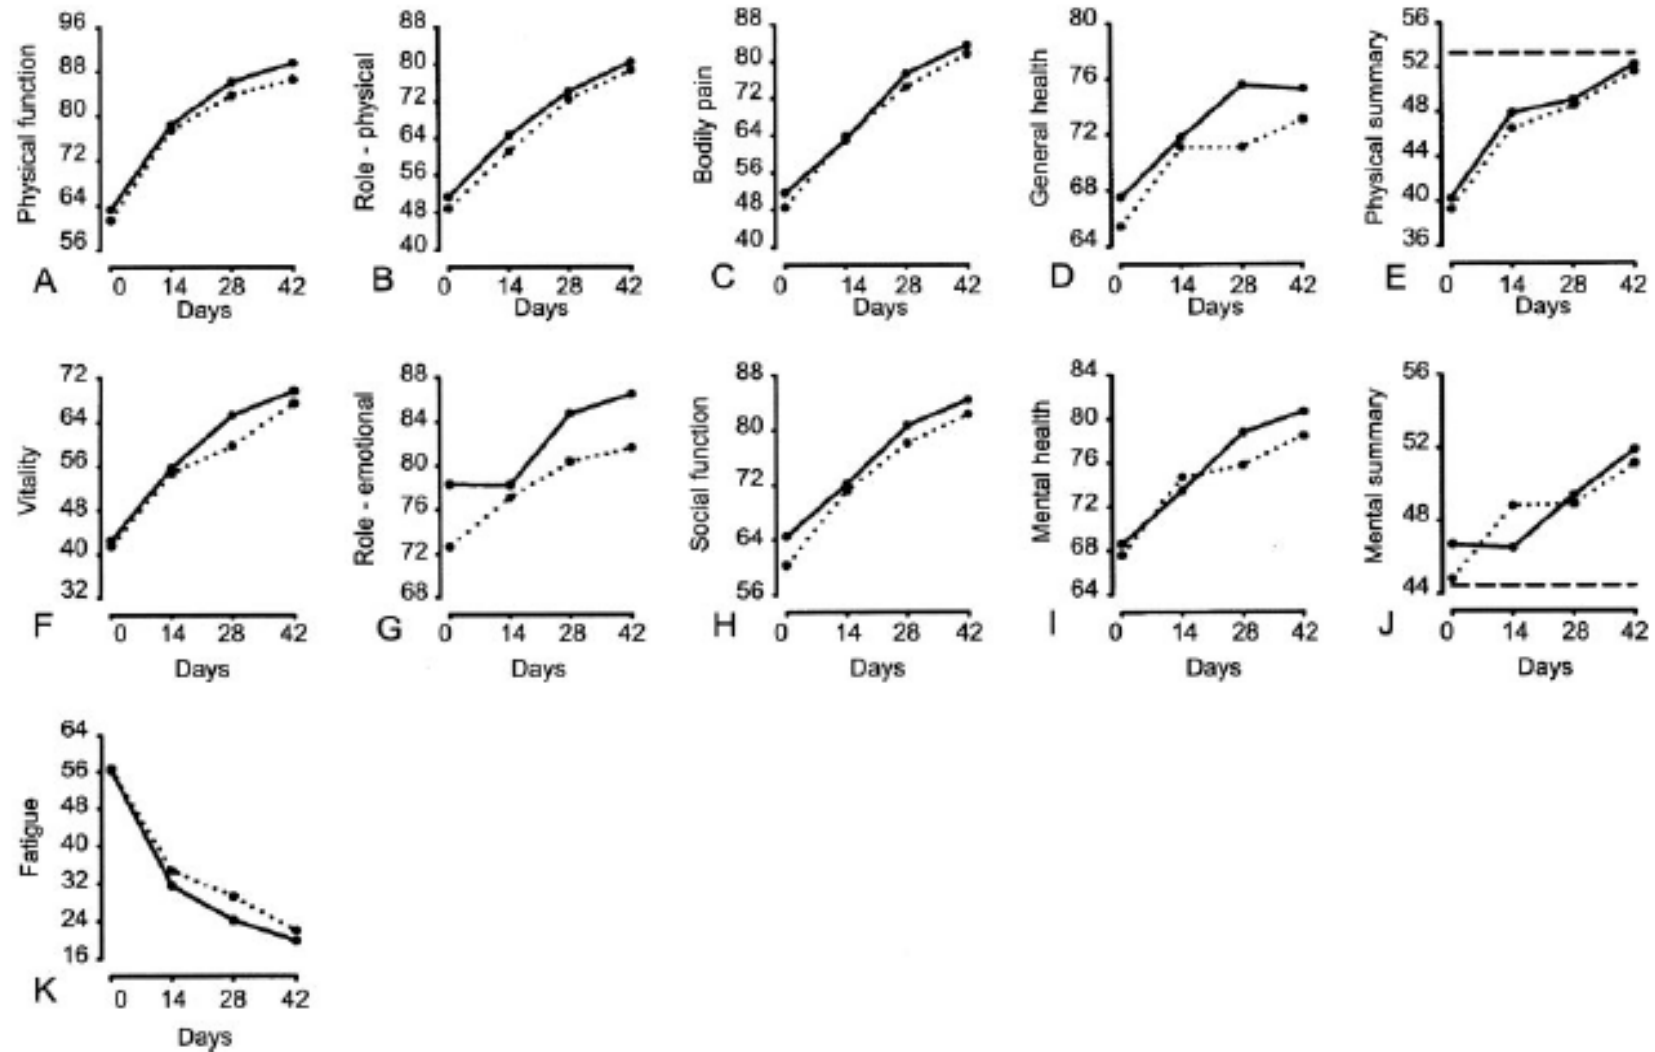 Physical function
96
88
80
72
64
56
A
0 14 28 42
Days
Role - physical
88
80
72
64
56
48
40
B
0 14 28 42
Days
Bodily pain
88
80
72
64
56
48
40
C
0 14 28 42
Days
General health
80
76
72
68
64
D
0 14 28 42
Days
Physical summary
56
52
48
44
40
36
E
0 14 28 42
Days
Vitality
72
64
56
48
40
32
F
0 14 28 42
Days
Role - emotional
88
84
80
76
72
68
G
0 14 28 42
Days
Social function
88
80
72
64
56
H
0 14 28 42
Days
Mental health
84
80
76
72
68
64
I
0 14 28 42
Days
Mental summary
56
52
48
44
J
0 14 28 42
Days
Fatigue
64
56
48
40
32
24
16
K
0 14 28 42
Days